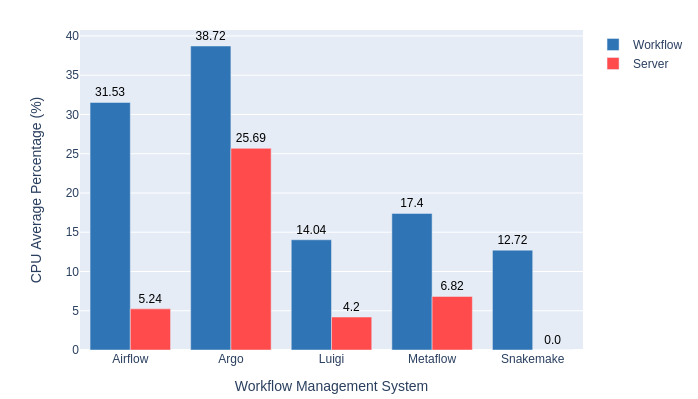 40
35
30
25
20
15
10
5
0
CPU Average Percentage (%)
31.53
5.24
38.72
25.69
14.04
4.2
17.4
6.82
12.72
0.0
Airflow
Argo
Luigi
Metaflow
Snakemake
Workflow Management System
Workflow
Server